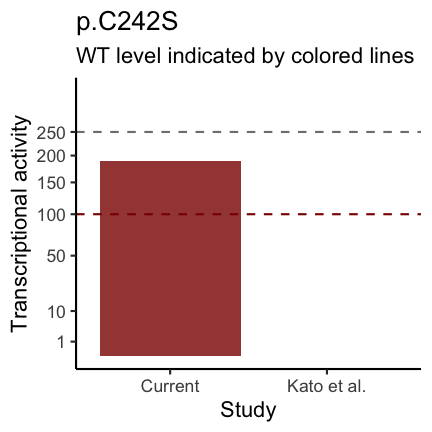 p.C242S
WT level indicated by colored lines
Transcriptional activity
250
200
150
100
50
10
1
Current
Kato et al.
Study